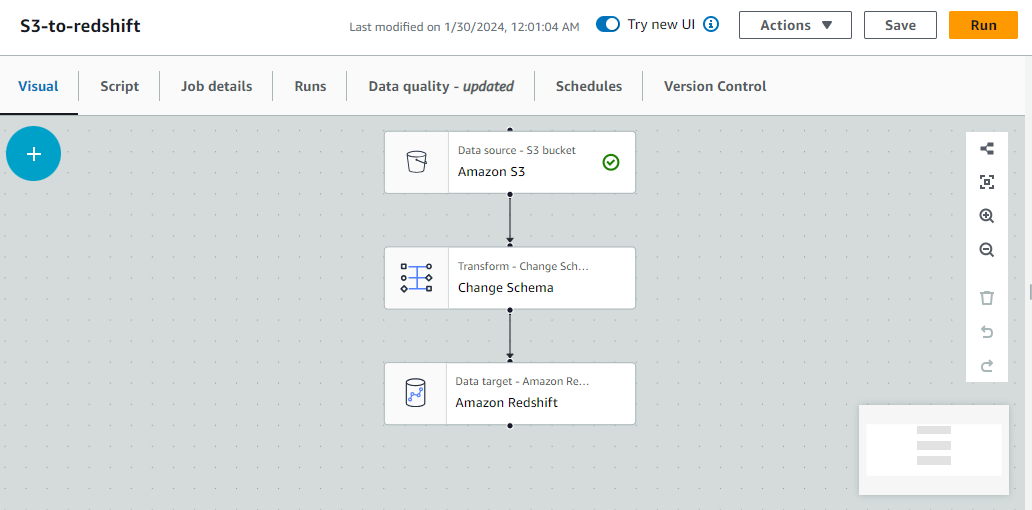 S3-to-redshift
Last modified on 1/30/2024, 12:01:04 AM
Try new UI
Actions
Save
Run
Visual
Script
Job details
Runs
Data quality - updated
Schedules
Version Control
Data source - S3 bucket
Amazon S3
Transform - Change Sch...
Change Schema
Data target - Amazon Re...
Amazon Redshift